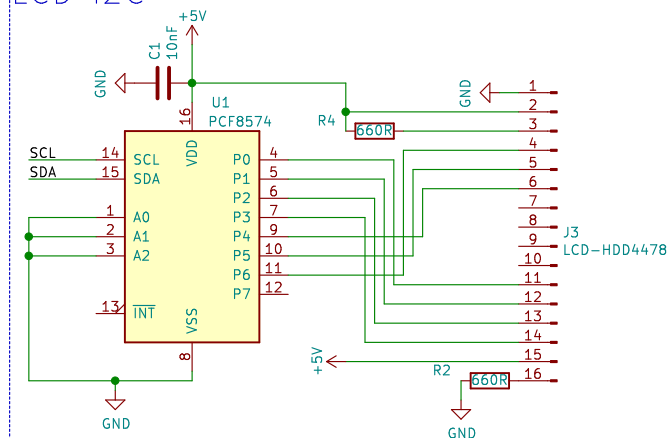 LCD I2C
+5V
C1
10nF
GND
U1
PCF8574
16
VDD
SCL
14
SCL
P0
4
SDA
15
SDA
P1
5
P2
6
1
A0
P3
7
2
A1
P4
9
3
A2
P5
10
P6
11
P7
12
13
INT
VSS
8
GND
GND
R4
660R
1
2
3
4
5
6
7
8
9
10
11
12
13
14
15
16
J3
LCD-HDD4478
+5V
R2
660R
GND